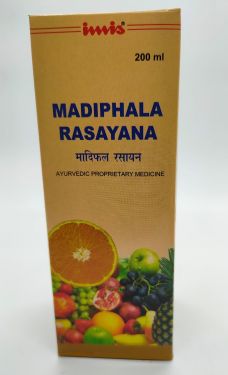 imis
200 ml
MADIPHALA
RASAYANA
मादिफल रसायन
AYURVEDIC PROPRIETARY MEDICINE